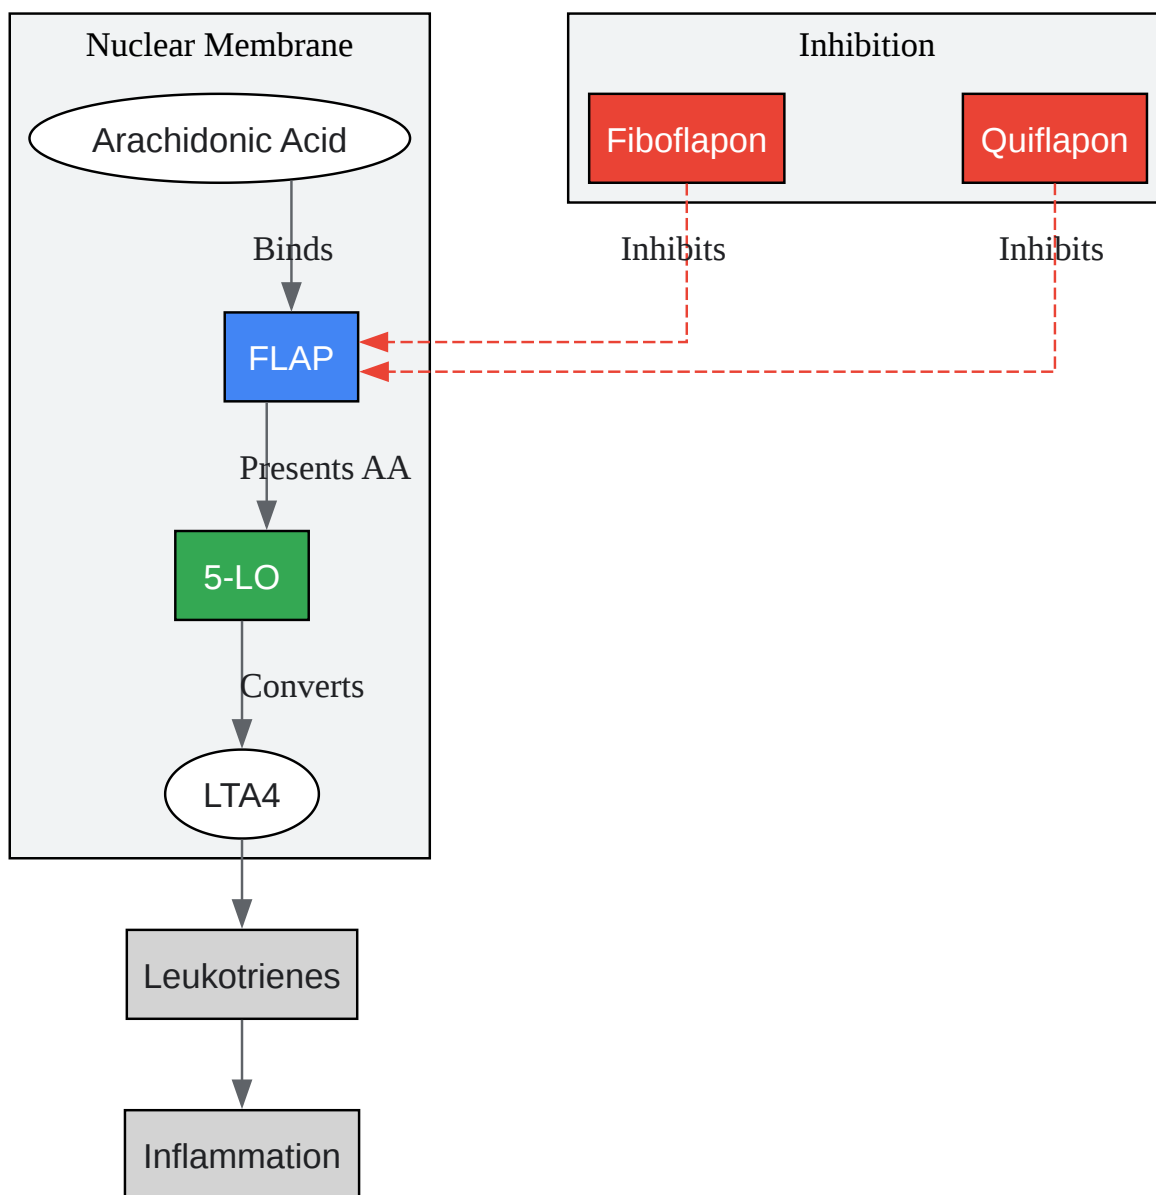 Nuclear Membrane
Inhibition
Arachidonic Acid
Fiboflapon
Quiflapon
Binds
Inhibits
Inhibits
FLAP
Presents AA
5-LO
Converts
LTA4
Leukotrienes
Inflammation